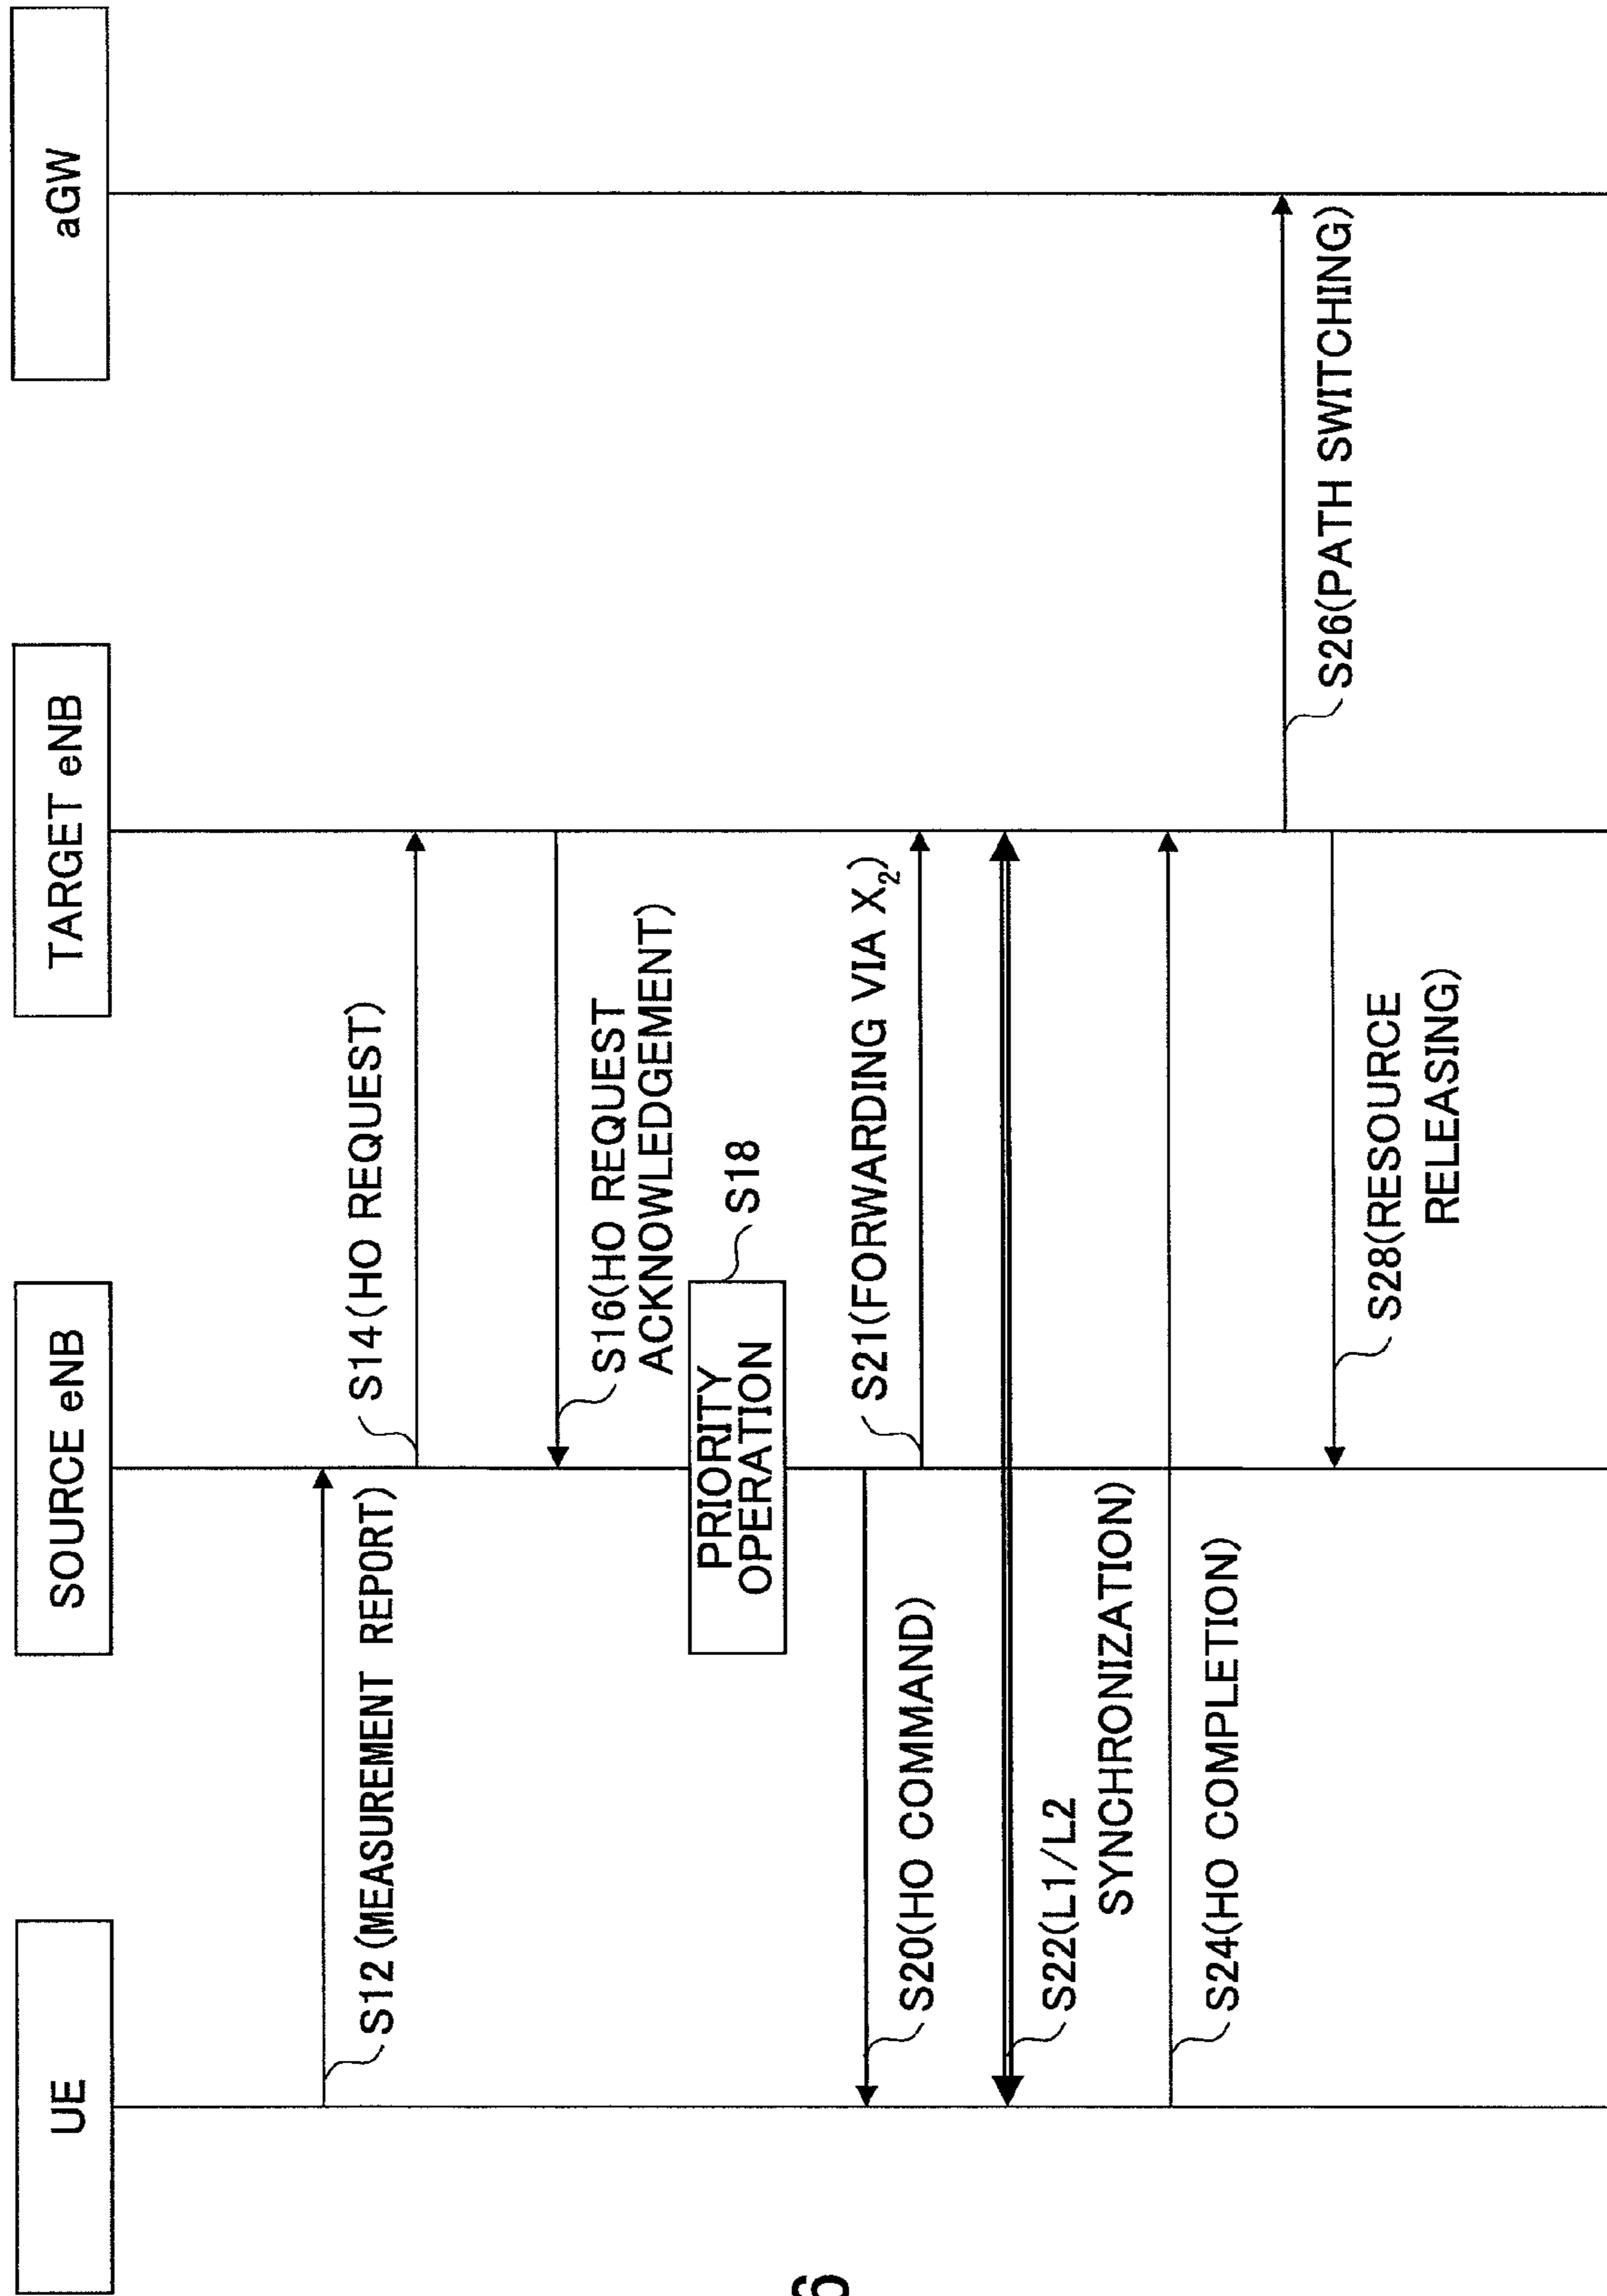 UE
SOURCE eNB
TARGET eNB
aGW
S12(MEASUREMENT REPORT)
S14(HO REQUEST)
S16(HO REQUEST
ACKNOWLEDGEMENT)
PRIORITY
OPERATION
S18
S20(HO COMMAND)
S21(FORWARDING VIA X₂)
S22(L1/L2
SYNCHRONIZATION)
S24(HO COMPLETION)
S26(PATH SWITCHING)
S28(RESOURCE
RELEASING)
6